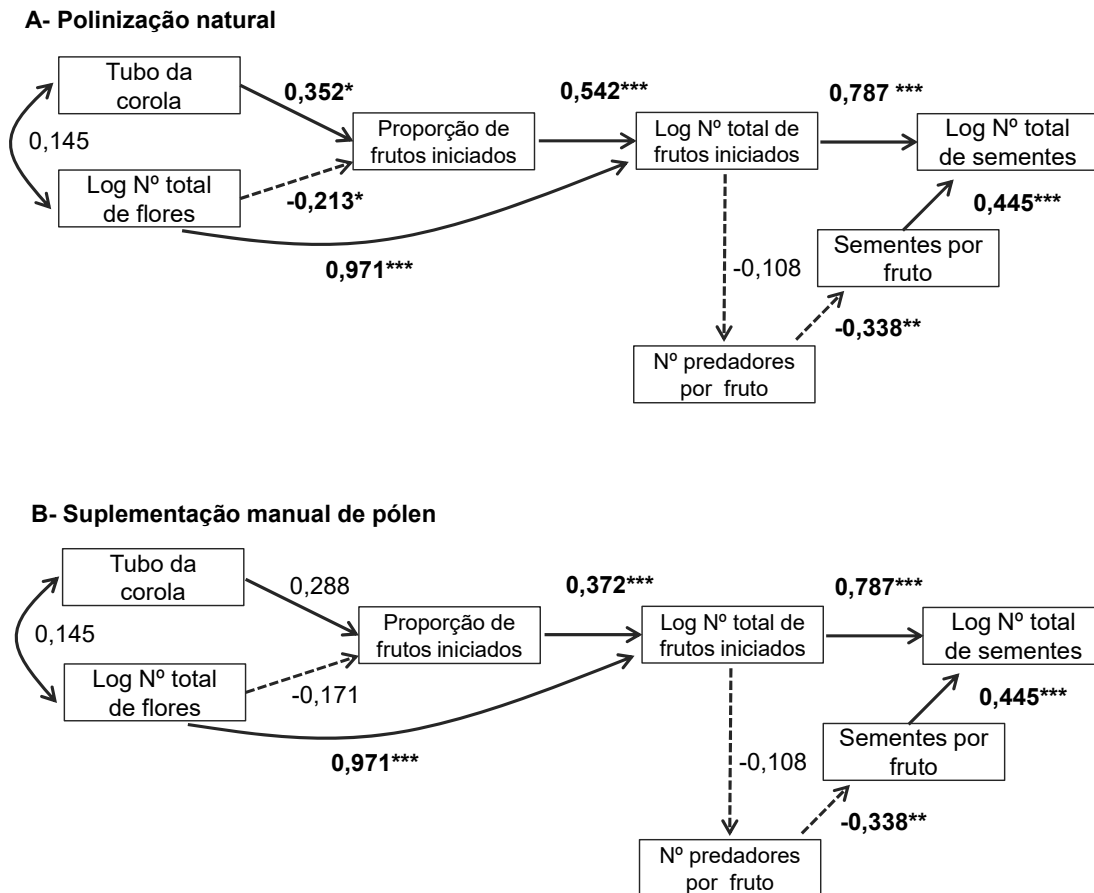 A- Polinização natural
Tubo da
corola
0,352*
0,542***
0,787 ***
0,145
Proporção de
frutos iniciados
Log Nº total de
frutos iniciados
Log Nº total
de sementes
Log Nº total
de flores
-0,213*
0,445***
0,971***
-0,108
Sementes por
fruto
-0,338**
Nº predadores
por fruto
B- Suplementação manual de pólen
Tubo da
corola
0,288
0,372***
0,787***
0,145
Proporção de
frutos iniciados
Log Nº total de
frutos iniciados
Log Nº total
de sementes
Log Nº total
de flores
-0,171
0,445***
0,971***
-0,108
Sementes por
fruto
-0,338**
Nº predadores
por fruto